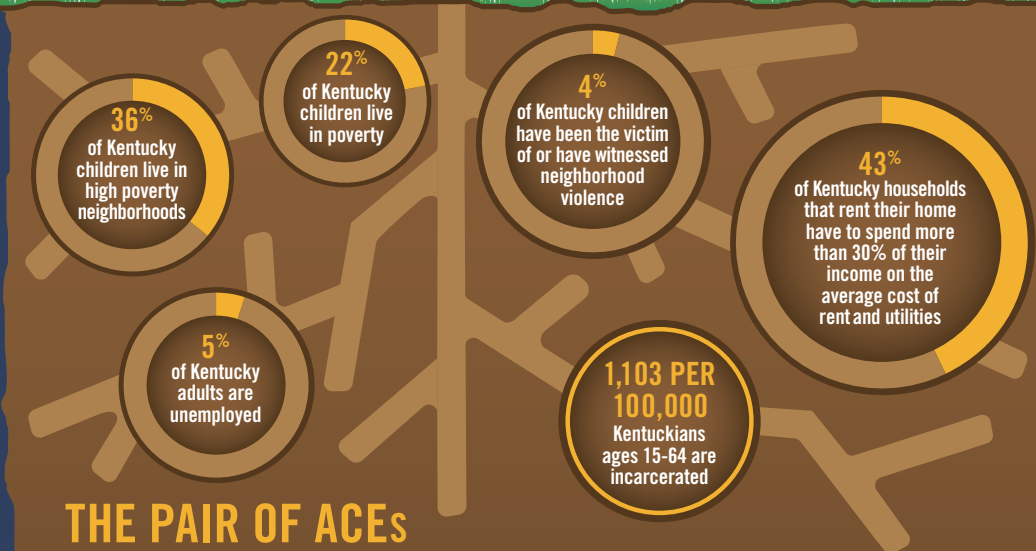 22%
of Kentucky
children live
in poverty
4%
of Kentucky children
have been the victim
of or have witnessed
neighborhood
violence
36%
of Kentucky
children live in
high poverty
neighborhoods
43%
of Kentucky households
that rent their home
have to spend more
than 30% of their
income on the
average cost of
rent and utilities
5%
of Kentucky
adults are
unemployed
1,103 PER
100,000
Kentuckians
ages 15-64 are
incarcerated
THE PAIR OF ACEs